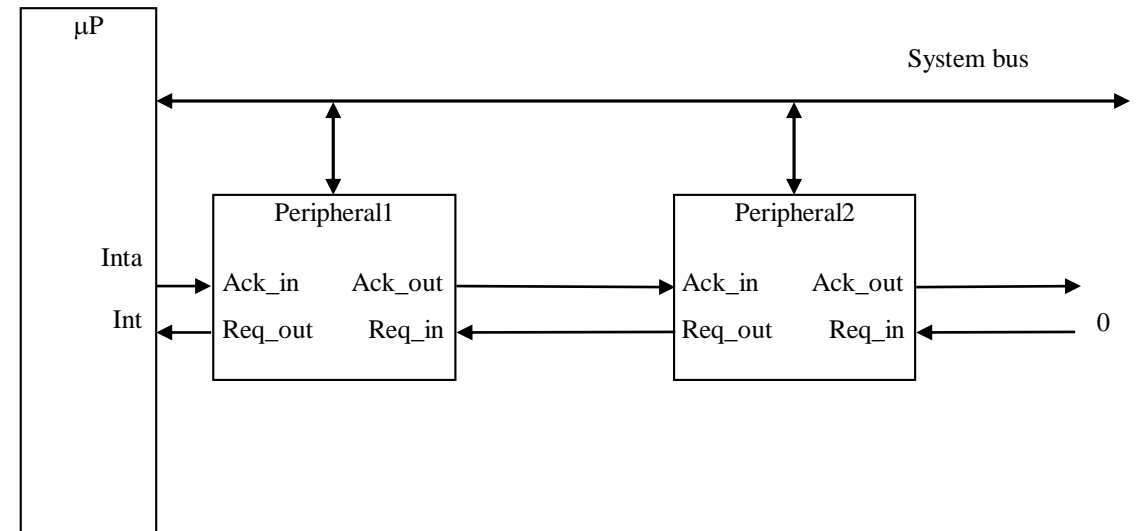 μP
System bus
Peripheral1 Peripheral2
Inta Ack_in Ack_out Ack_in Ack_out
Int Req_out Req_in Req_out Req_in 0